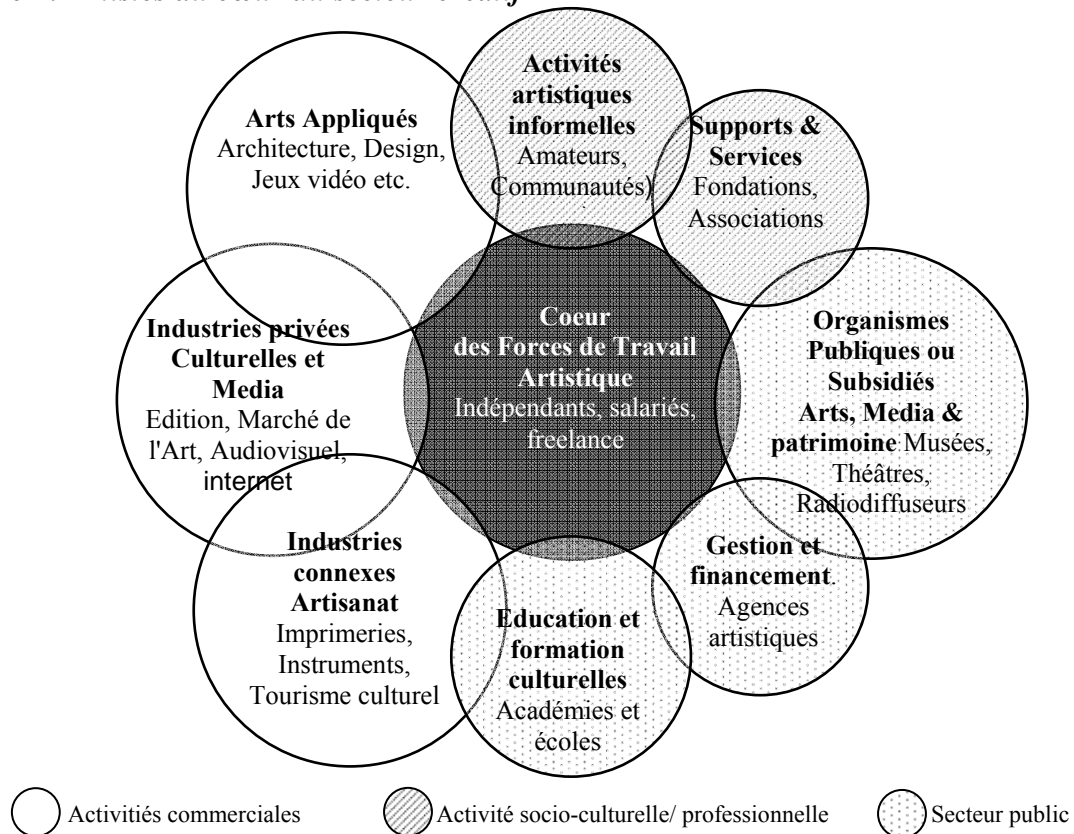 Arts Appliqués
Architecture, Design,
Jeux vidéo etc.
Activités
artistiques
informelles
Amateurs,
Communautés)
Supports &
Services
Fondations,
Associations
Industries privées
Culturelles et
Media
Edition, Marché de
l'Art, Audiovisuel,
internet
Coeur
des Forces de Travail
Artistique
Indépendants, salariés,
freelance
Organismes
Publiques ou
Subsidiés
Arts, Media &
patrimoine Musées,
Théâtres,
Radiodiffuseurs
Industries
connexes
Artisanat
Imprimeries,
Instruments,
Tourisme culturel
Education et
formation
culturelles
Académies et
écoles
Gestion et
financement.
Agences
artistiques
Activitiés commerciales
Activité socio-culturelle/ professionnelle
Secteur public